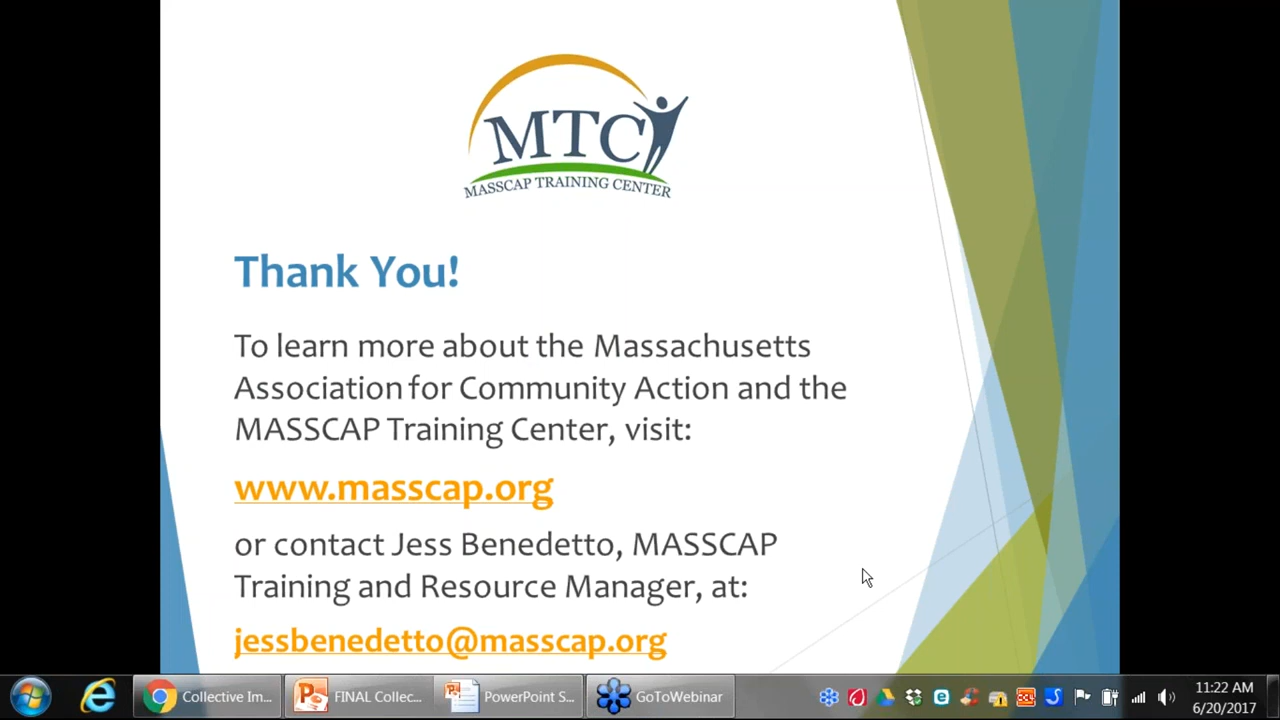 MTC
MASSCAP TRAINING CENTER
Thank You!
To learn more about the Massachusetts
Association for Community Action and the
MASSCAP Training Center, visit:
www.masscap.org
or contact Jess Benedetto, MASSCAP
Training and Resource Manager, at:
jessbenedetto@masscap.org
Collective Im...
FINAL Collec...
PowerPoint S...
GoToWebinar
11:22 AM
6/20/2017